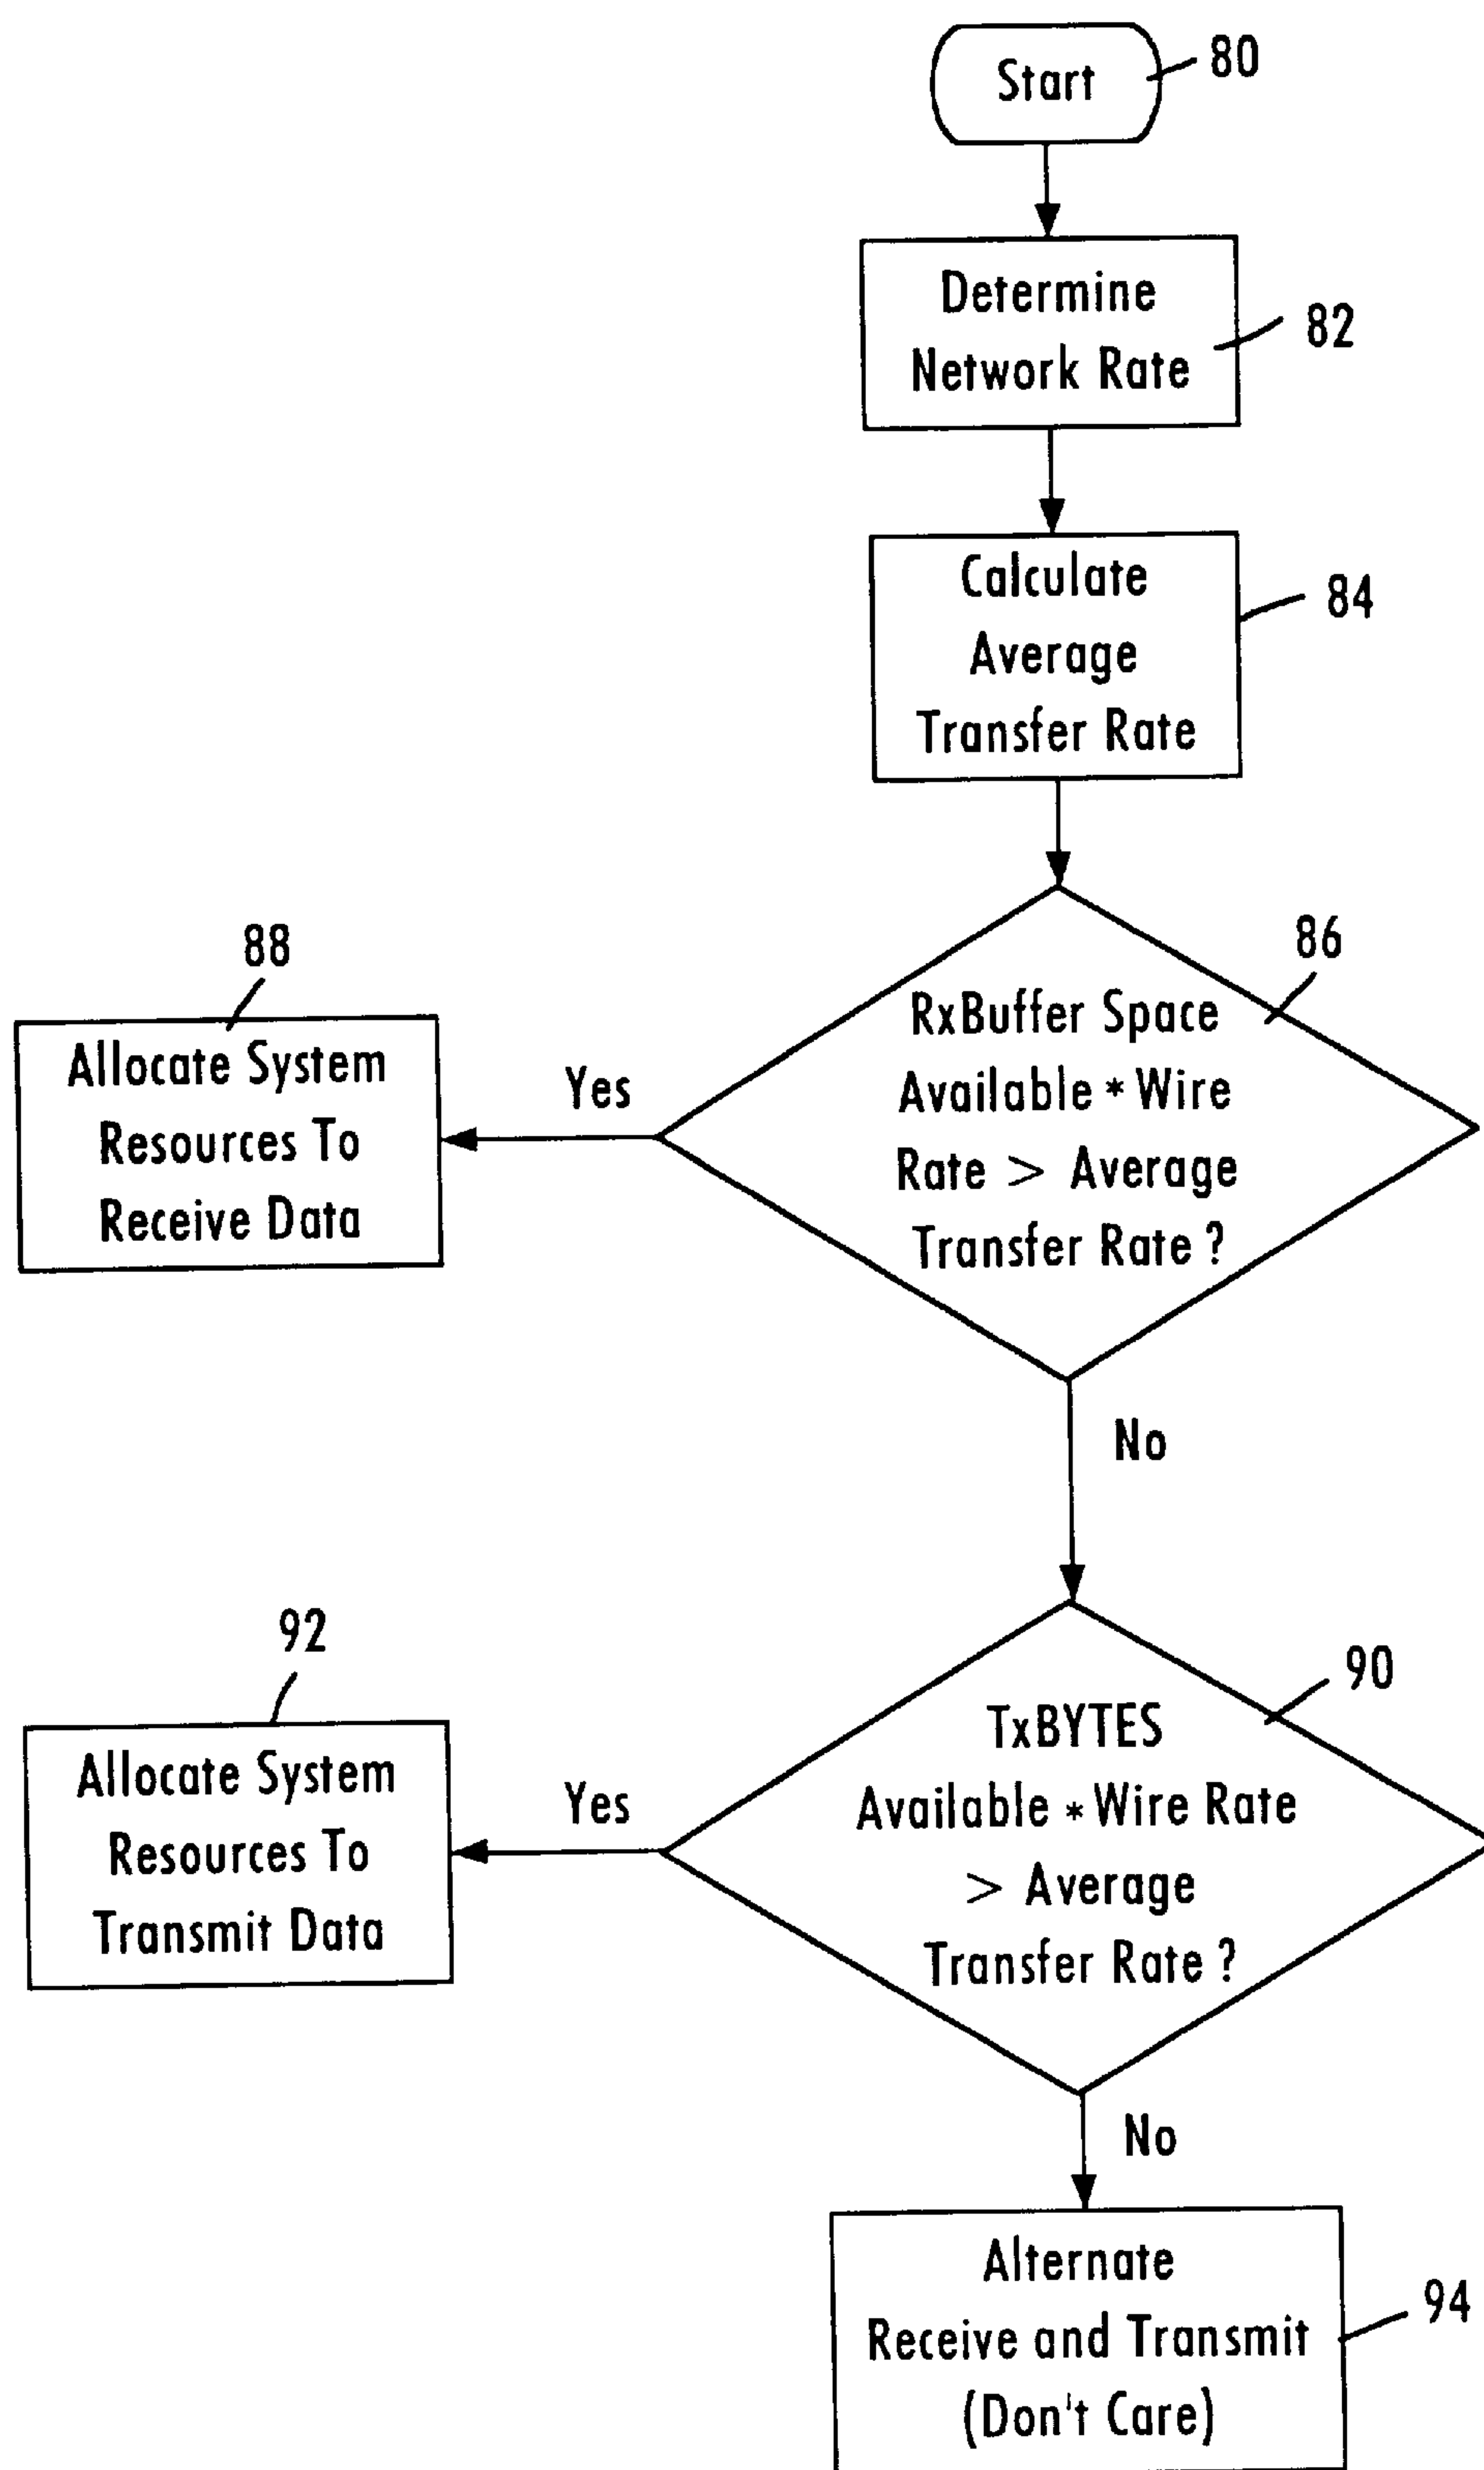 Start
80
Determine
Network Rate
82
Calculate
Average
Transfer Rate
84
86
RxBuffer Space
Available * Wire
Rate > Average
Transfer Rate ?
Yes
88
Allocate System
Resources To
Receive Data
No
90
TxBYTES
Available * Wire Rate
> Average
Transfer Rate ?
Yes
92
Allocate System
Resources To
Transmit Data
No
Alternate
Receive and Transmit
(Don't Care)
94